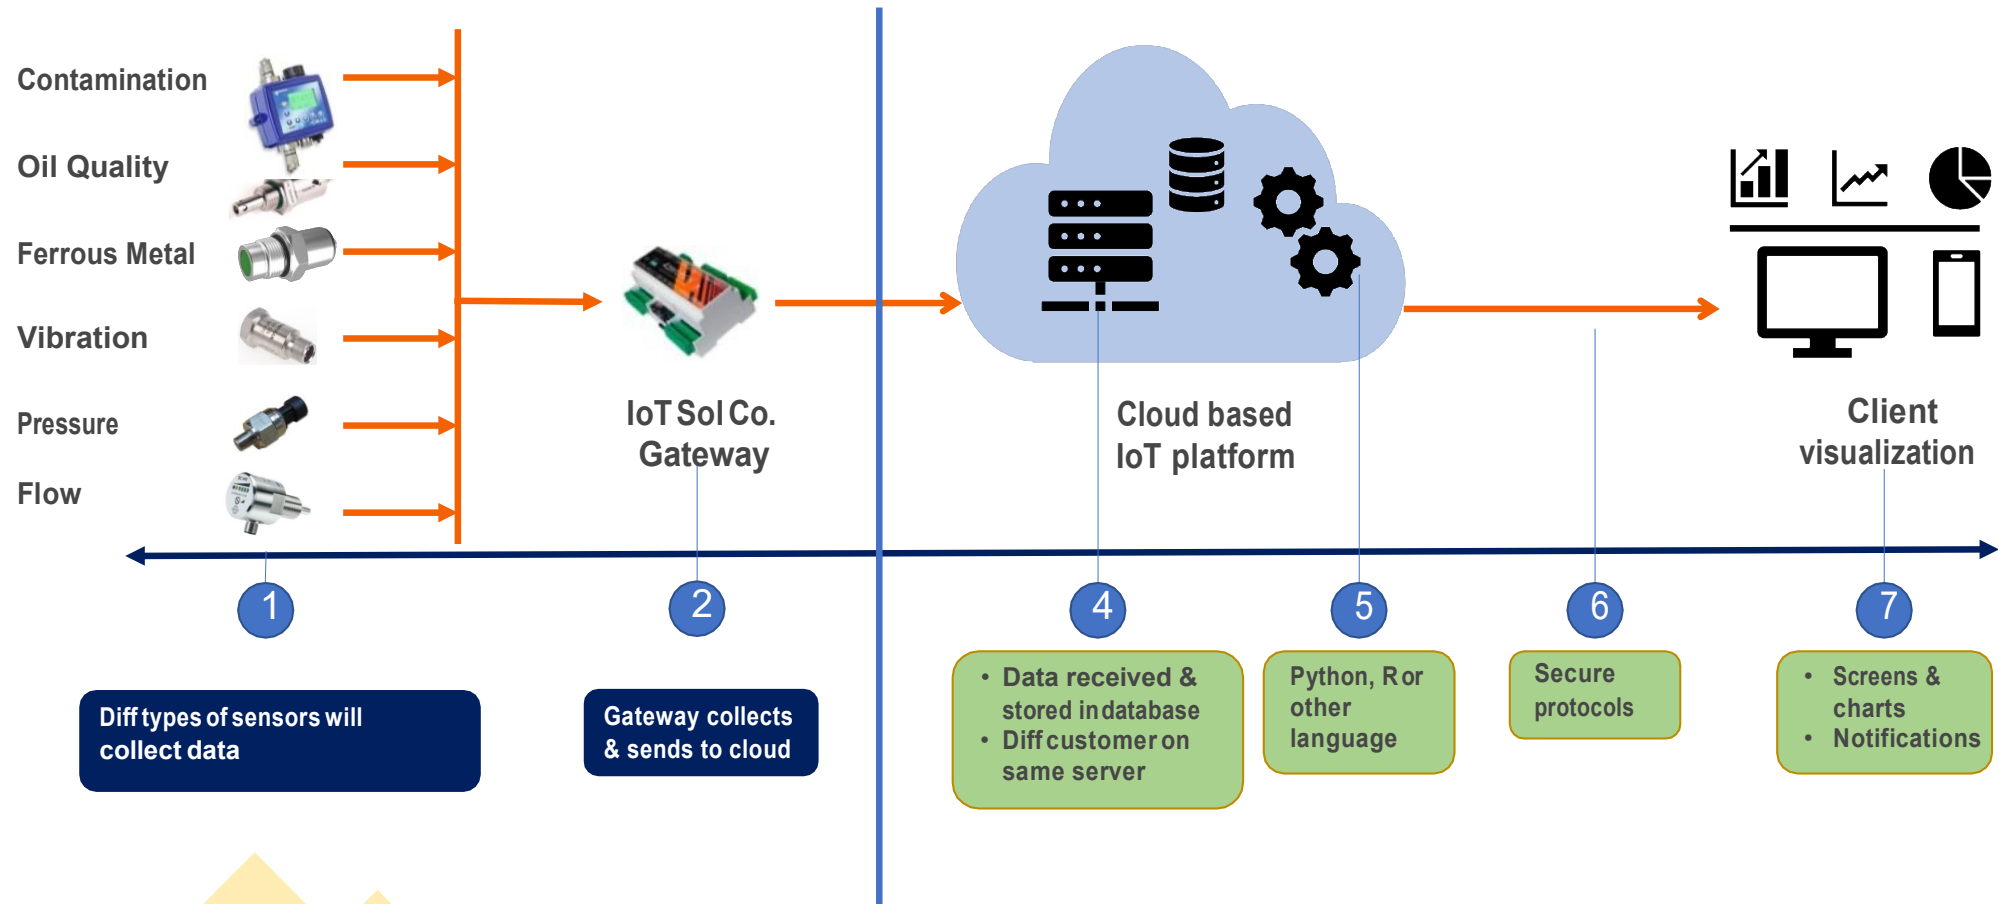 Contamination
Oil Quality
Ferrous Metal
Vibration
Pressure
Flow
IoT Sol Co.
Gateway
Cloud based
IoT platform
Client
visualization
1
2
4
5
6
7
Diff types of sensors will
collect data
Gateway collects
& sends to cloud
• Data received &
stored in database
• Diff customer on
same server
Python, R or
other
language
Secure
protocols
• Screens &
charts
• Notifications